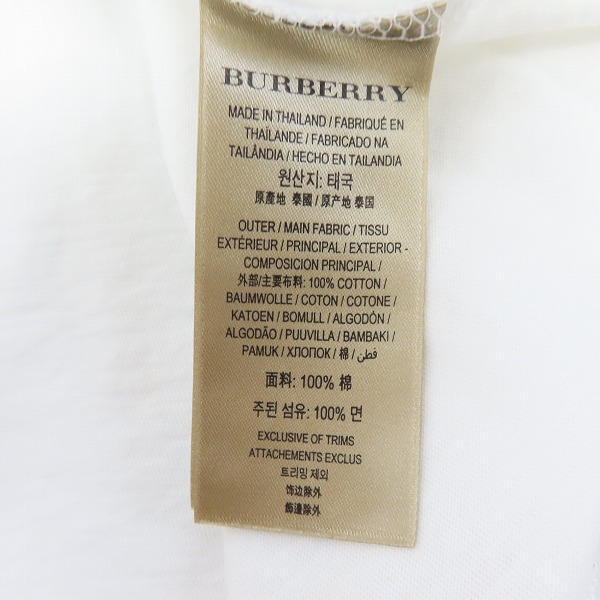 BURBERRY
MADE IN THAILAND / FABRIQUÉ EN
THAÏLANDE / FABRICADO NA
TAILÂNDIA / HECHO EN TAILANDIA
원산지: 태국
原產地 泰國 / 原产地 泰国
OUTER / MAIN FABRIC / TISSU
EXTÉRIEUR / PRINCIPAL / EXTERIOR -
COMPOSICION PRINCIPAL /
外部/主要布料: 100% COTTON /
BAUMWOLLE / COTON / COTONE /
KATOEN / BOMULL / ALGODÓN /
ALGODÃO / PUUVILLA / BAMBAKI /
PAMUK / ХЛОПОК / 棉 / قطن /
面料: 100% 棉
주된 섬유: 100% 면
EXCLUSIVE OF TRIMS
ATTACHEMENTS EXCLUS
트리밍 제외
饰边除外
飾邊除外